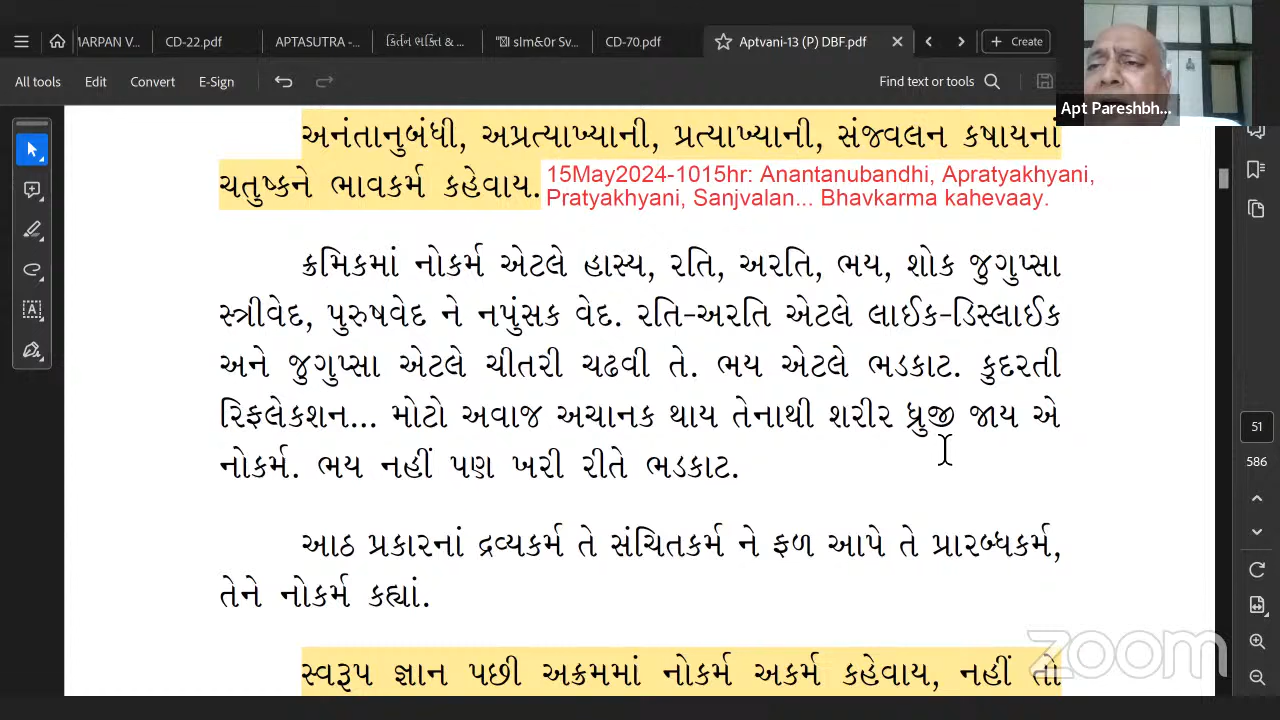 MARPAN V...
CD-22.pdf
APTASUTRA -...
કિર્તન ભક્તિ & ...
"ẟ sIm&0r Sv...
CD-70.pdf
Aptvani-13 (P) DBF.pdf
Create
All tools
Edit
Convert
E-Sign
Find text or tools
Apt Pareshbh...
અનંતાનુબંધી, અપ્રત્યાખ્યાની, પ્રત્યાખ્યાની, સંજ્વલન કષાયનાં
ચતુષ્કને ભાવકર્મ કહેવાય.
15May2024-1015hr: Anantanubandhi, Apratyakhyani,
Pratyakhyani, Sanjvalan... Bhavkarma kahevaay.
ક્રમિકમાં નોકર્મ એટલે હાસ્ય, રતિ, અરતિ, ભય, શોક જુગુપ્સા
સ્ત્રીવેદ, પુરુષવેદ ને નપુંસક વેદ. રતિ-અરતિ એટલે લાઈક-ડિસ્લાઈક
અને જુગુપ્સા એટલે ચીતરી ચઢવી તે. ભય એટલે ભડકાટ. કુદરતી
રિફલેકશન... મોટો અવાજ અચાનક થાય તેનાથી શરીર ધ્રુજી જાય એ
નોકર્મ. ભય નહીં પણ ખરી રીતે ભડકાટ.
51
586
આઠ પ્રકારનાં દ્રવ્યકર્મ તે સંચિતકર્મ ને ફળ આપે તે પ્રારબ્ધકર્મ,
તેને નોકર્મ કહ્યાં.
સ્વરૂપ જ્ઞાન પછી અક્રમમાં નોકર્મ અકર્મ કહેવાય, નહીં તો
zoom